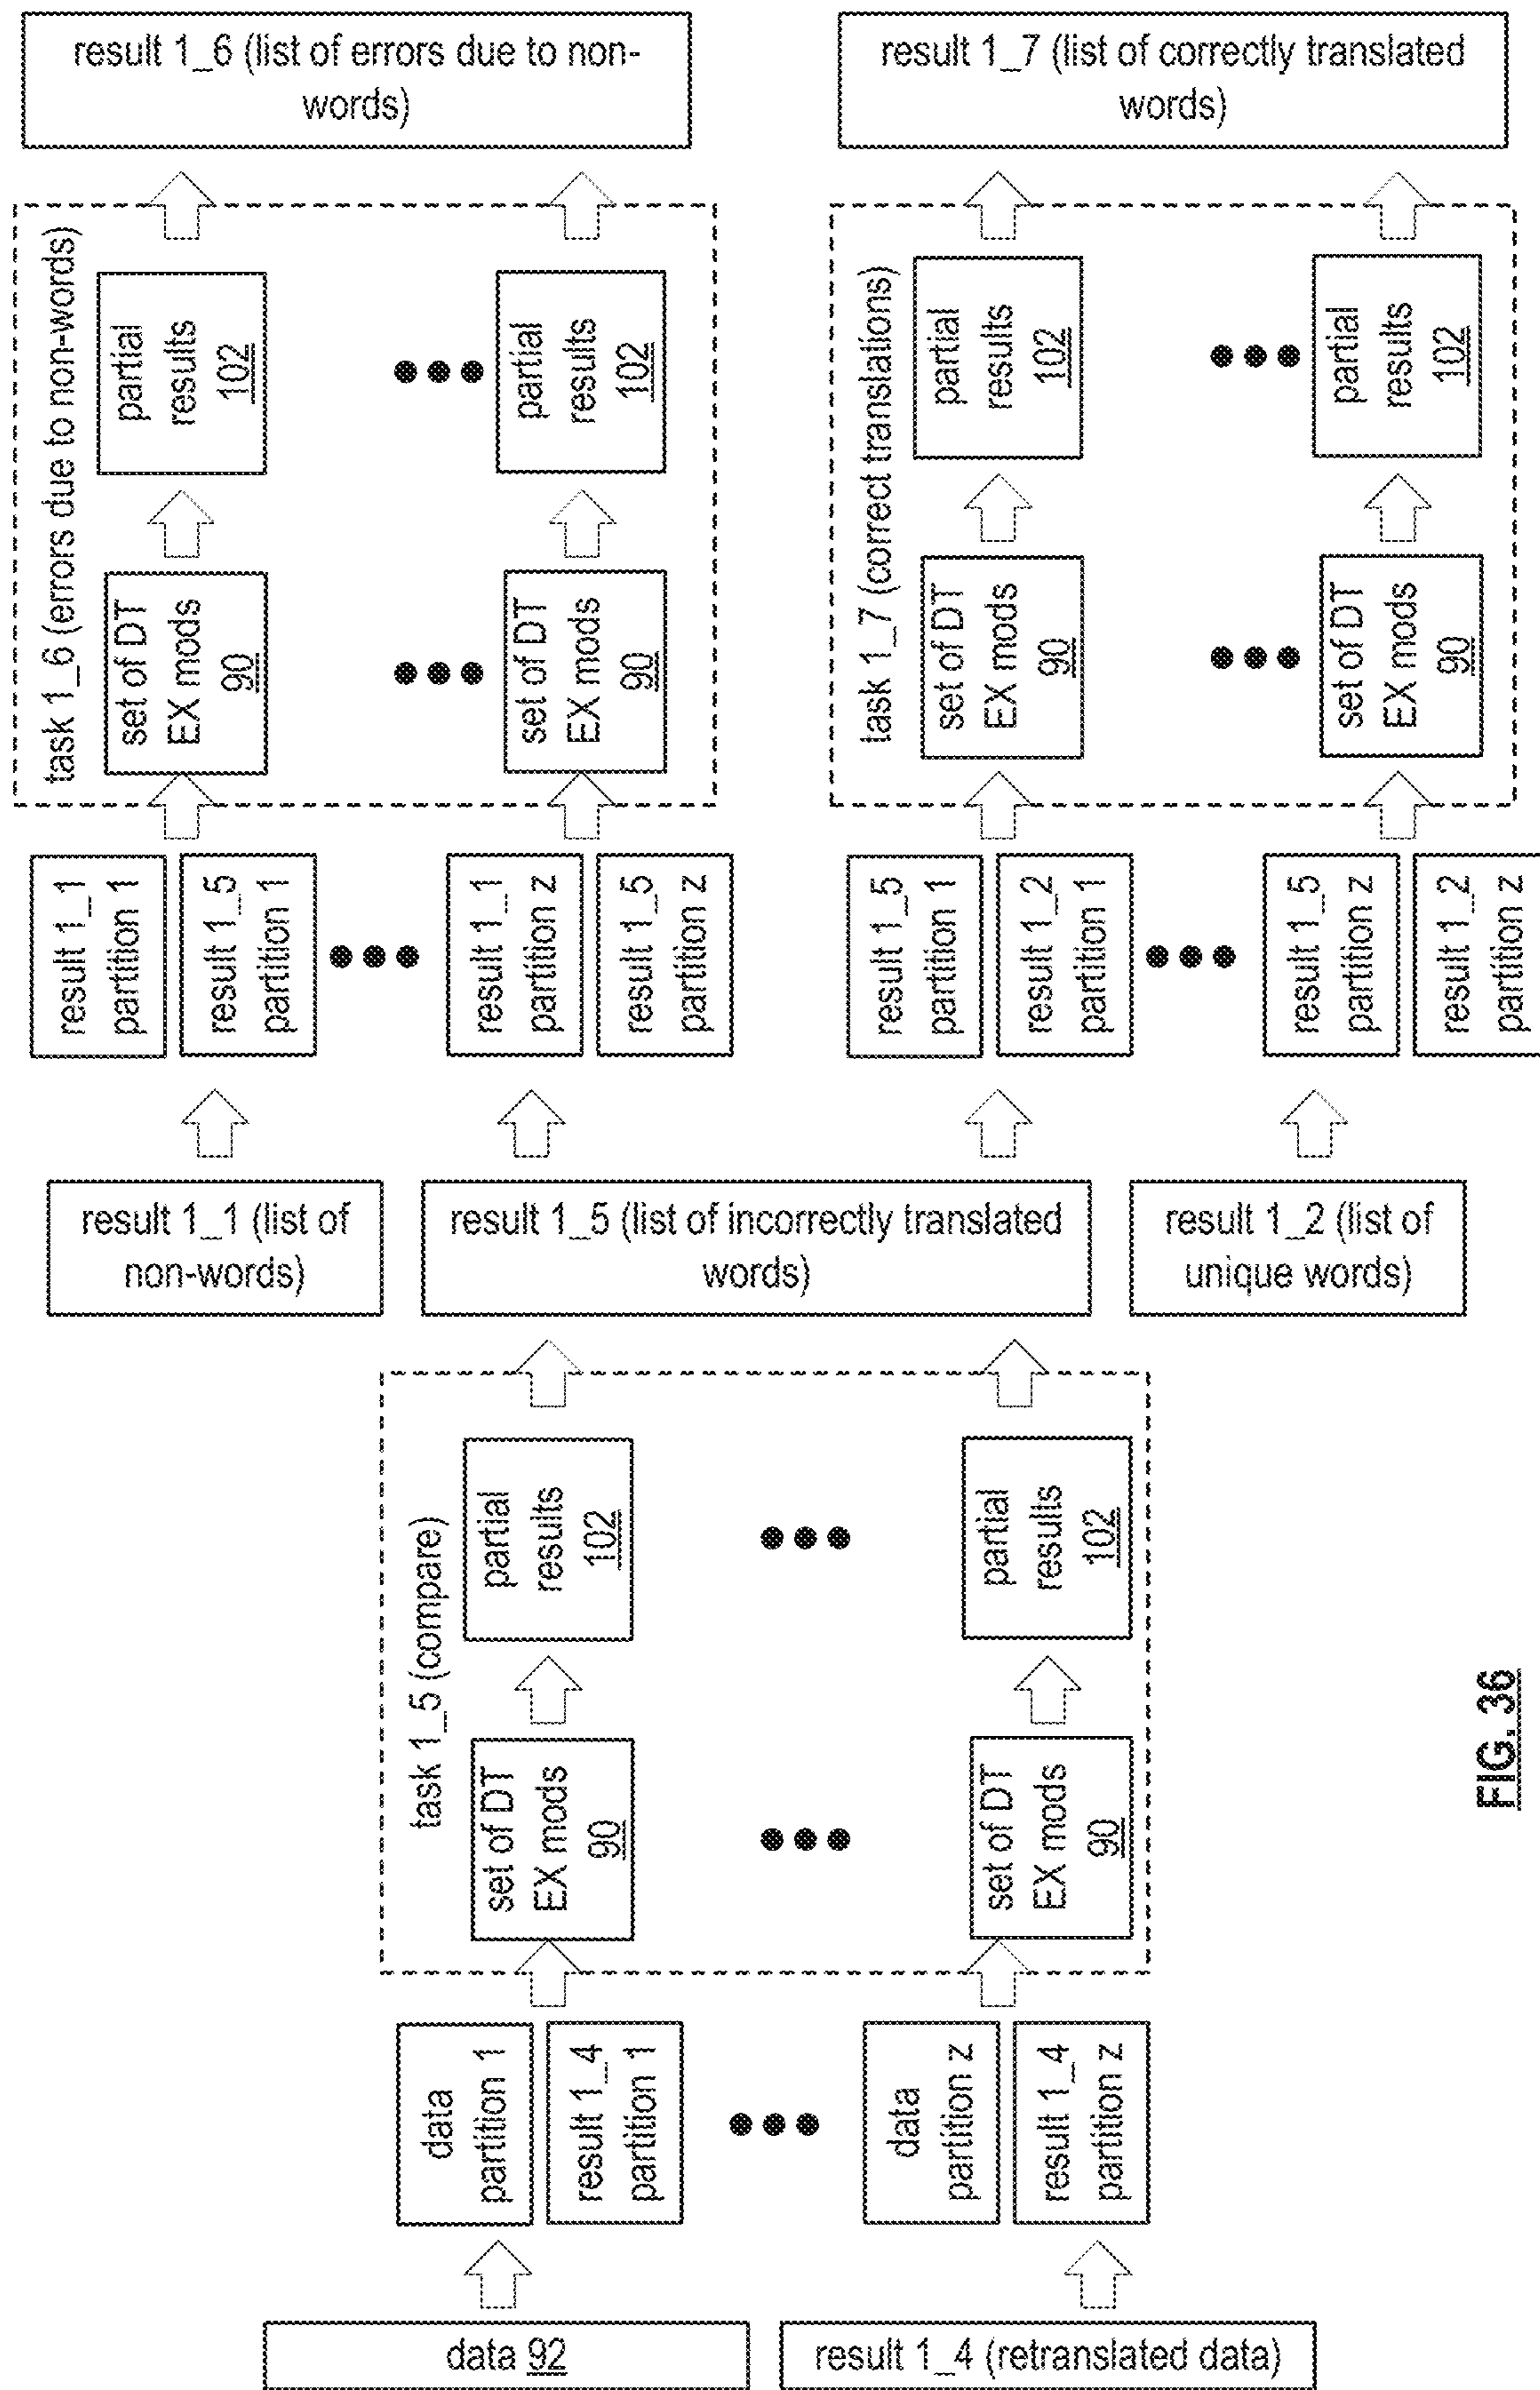 data 92
result 1_4 (retranslated data)
data
partition 1
result 1_4
partition 1
data
partition z
result 1_4
partition z
task 1_5 (compare)
set of DT
EX mods
90
partial
results
102
set of DT
EX mods
90
partial
results
102
result 1_1 (list of
non-words)
result 1_5 (list of incorrectly translated
words)
result 1_2 (list of
unique words)
result 1_1
partition 1
result 1_5
partition 1
result 1_1
partition z
result 1_5
partition z
task 1_6 (errors due to non-words)
set of DT
EX mods
90
partial
results
102
set of DT
EX mods
90
partial
results
102
result 1_6 (list of errors due to non-
words)
result 1_5
partition 1
result 1_2
partition 1
result 1_5
partition z
result 1_2
partition z
task 1_7 (correct translations)
set of DT
EX mods
90
partial
results
102
set of DT
EX mods
90
partial
results
102
result 1_7 (list of correctly translated
words)
FIG. 36